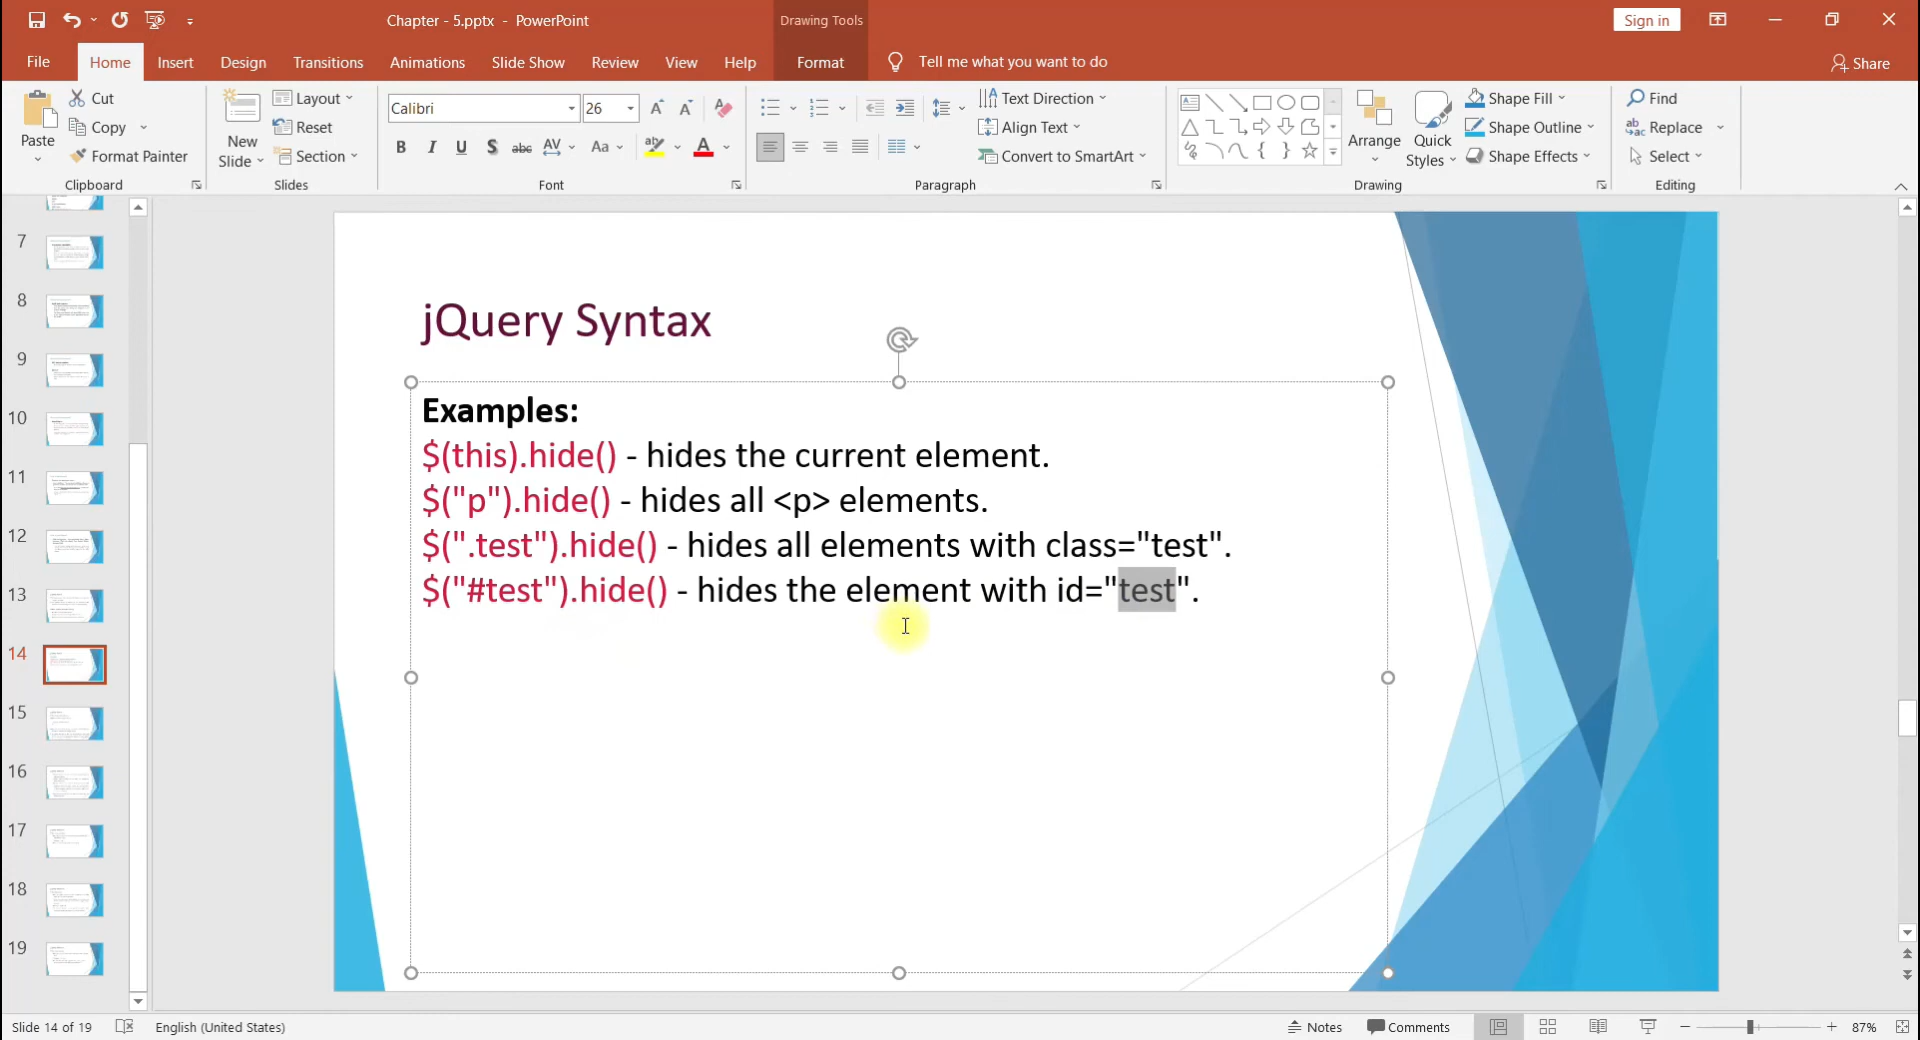 Chapter - 5.pptx - PowerPoint
Drawing Tools
Sign in
File Home Insert Design Transitions Animations Slide Show Review View Help Format Tell me what you want to do Share
Paste
Cut
Copy
Format Painter
Clipboard
New Slide
Layout
Reset
Section
Slides
Calibri 26
B I U S abc AV Aa A
Font
Text Direction
Align Text
Convert to SmartArt
Paragraph
Arrange
Quick Styles
Shape Fill
Shape Outline
Shape Effects
Drawing
Find
Replace
Select
Editing
7
8
9
10
11
12
13
14
15
16
17
18
19
jQuery Syntax
Examples:
$(this).hide() - hides the current element.
$("p").hide() - hides all <p> elements.
$(".test").hide() - hides all elements with class="test".
$("#test").hide() - hides the element with id="test".
Slide 14 of 19 English (United States) Notes Comments 87%